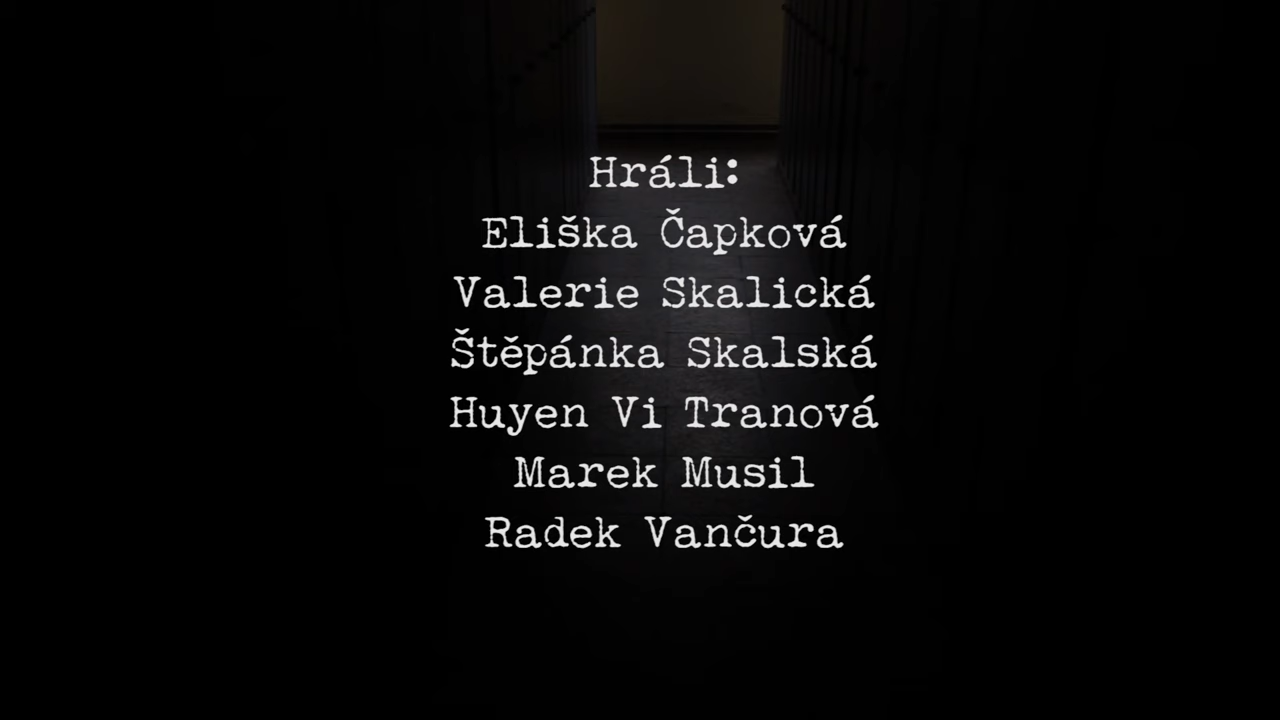 Hráli:
Eliška Čapková
Valerie Skalická
Štěpánka Skalská
Huyen Vi Tranová
Marek Musil
Radek Vančura